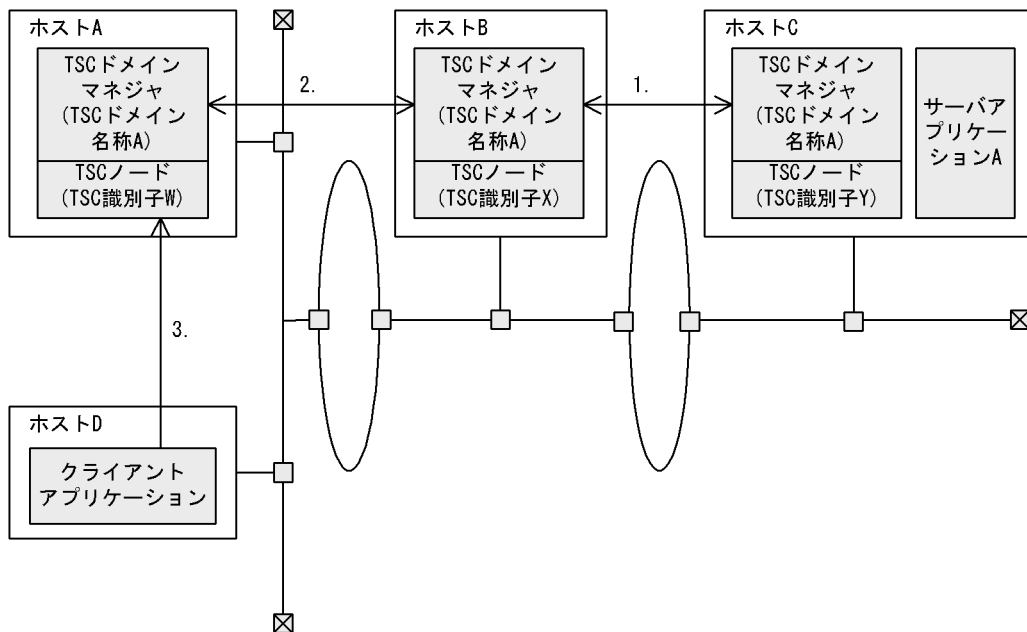 ホストA
TSCドメイン
マネジャ
(TSCドメイン
名称A)
TSCノード
(TSC識別子W)
2.
ホストB
TSCドメイン
マネジャ
(TSCドメイン
名称A)
TSCノード
(TSC識別子X)
1.
ホストC
TSCドメイン
マネジャ
(TSCドメイン
名称A)
TSCノード
(TSC識別子Y)
サーバア
プリケー
ションA
3.
ホストD
クライアント
アプリケーション